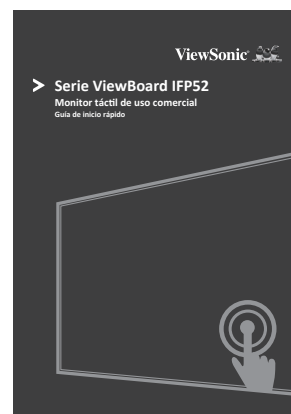 ViewSonic
> Serie ViewBoard IFP52
Monitor táctil de uso comercial
Guía de inicio rápido